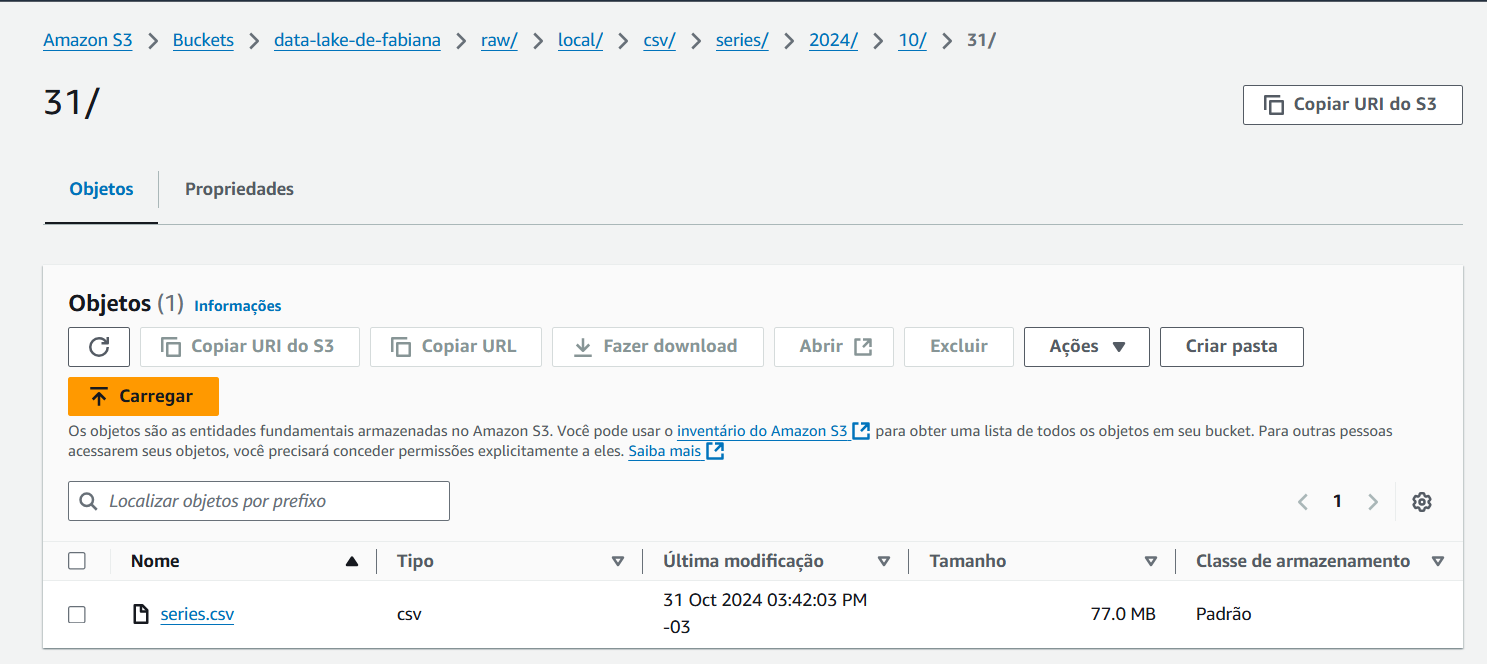 Amazon S3 > Buckets > data-lake-de-fabiana > raw/ > local/ > csv/ > series/ > 2024/ > 10/ > 31/
31/
Copiar URI do S3
Objetos Propriedades
Objetos (1) Informações
Copiar URI do S3 Copiar URL Fazer download Abrir Excluir Ações Criar pasta
Carregar
Os objetos são as entidades fundamentais armazenadas no Amazon S3. Você pode usar o inventário do Amazon S3 para obter uma lista de todos os objetos em seu bucket. Para outras pessoas
acessarem seus objetos, você precisará conceder permissões explicitamente a eles. Saiba mais
Localizar objetos por prefixo
1
Nome Tipo Última modificação Tamanho Classe de armazenamento
series.csv csv 31 Oct 2024 03:42:03 PM
-03 77.0 MB Padrão